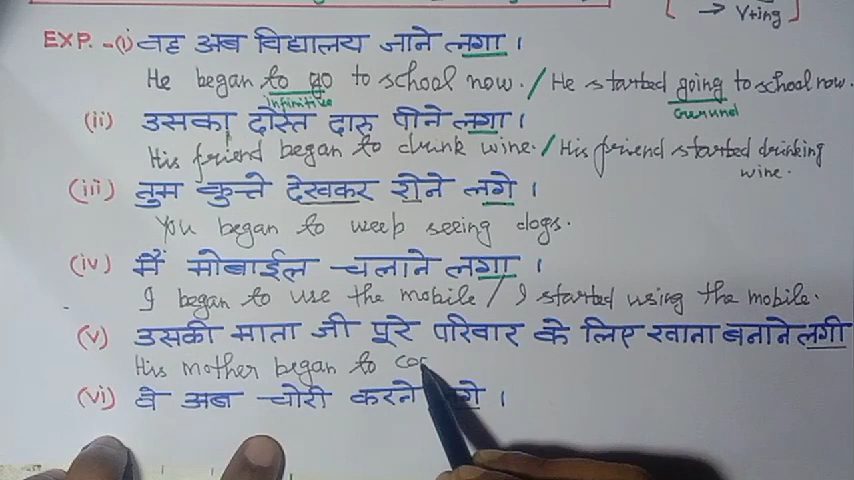 → V+ing ]
EXP. -(i) वह अब विद्यालय जाने लगा ।
He began to go to school now. / He started going to school now.
infinitive Gerund
(ii) उसका दोस्त दारु पीने लगा ।
His friend began to drink wine. / His friend started drinking
wine.
(iii) तुम कुत्ते देखकर रोने लगे ।
You began to weep seeing dogs.
(iv) मैं मोबाईल चलाने लगा ।
I began to use the mobile / I started using the mobile.
(v) उसकी माता जी पूरे परिवार के लिए खाना बनाने लगी
His mother began to coo
(vi) वे अब चोरी करने लगे ।